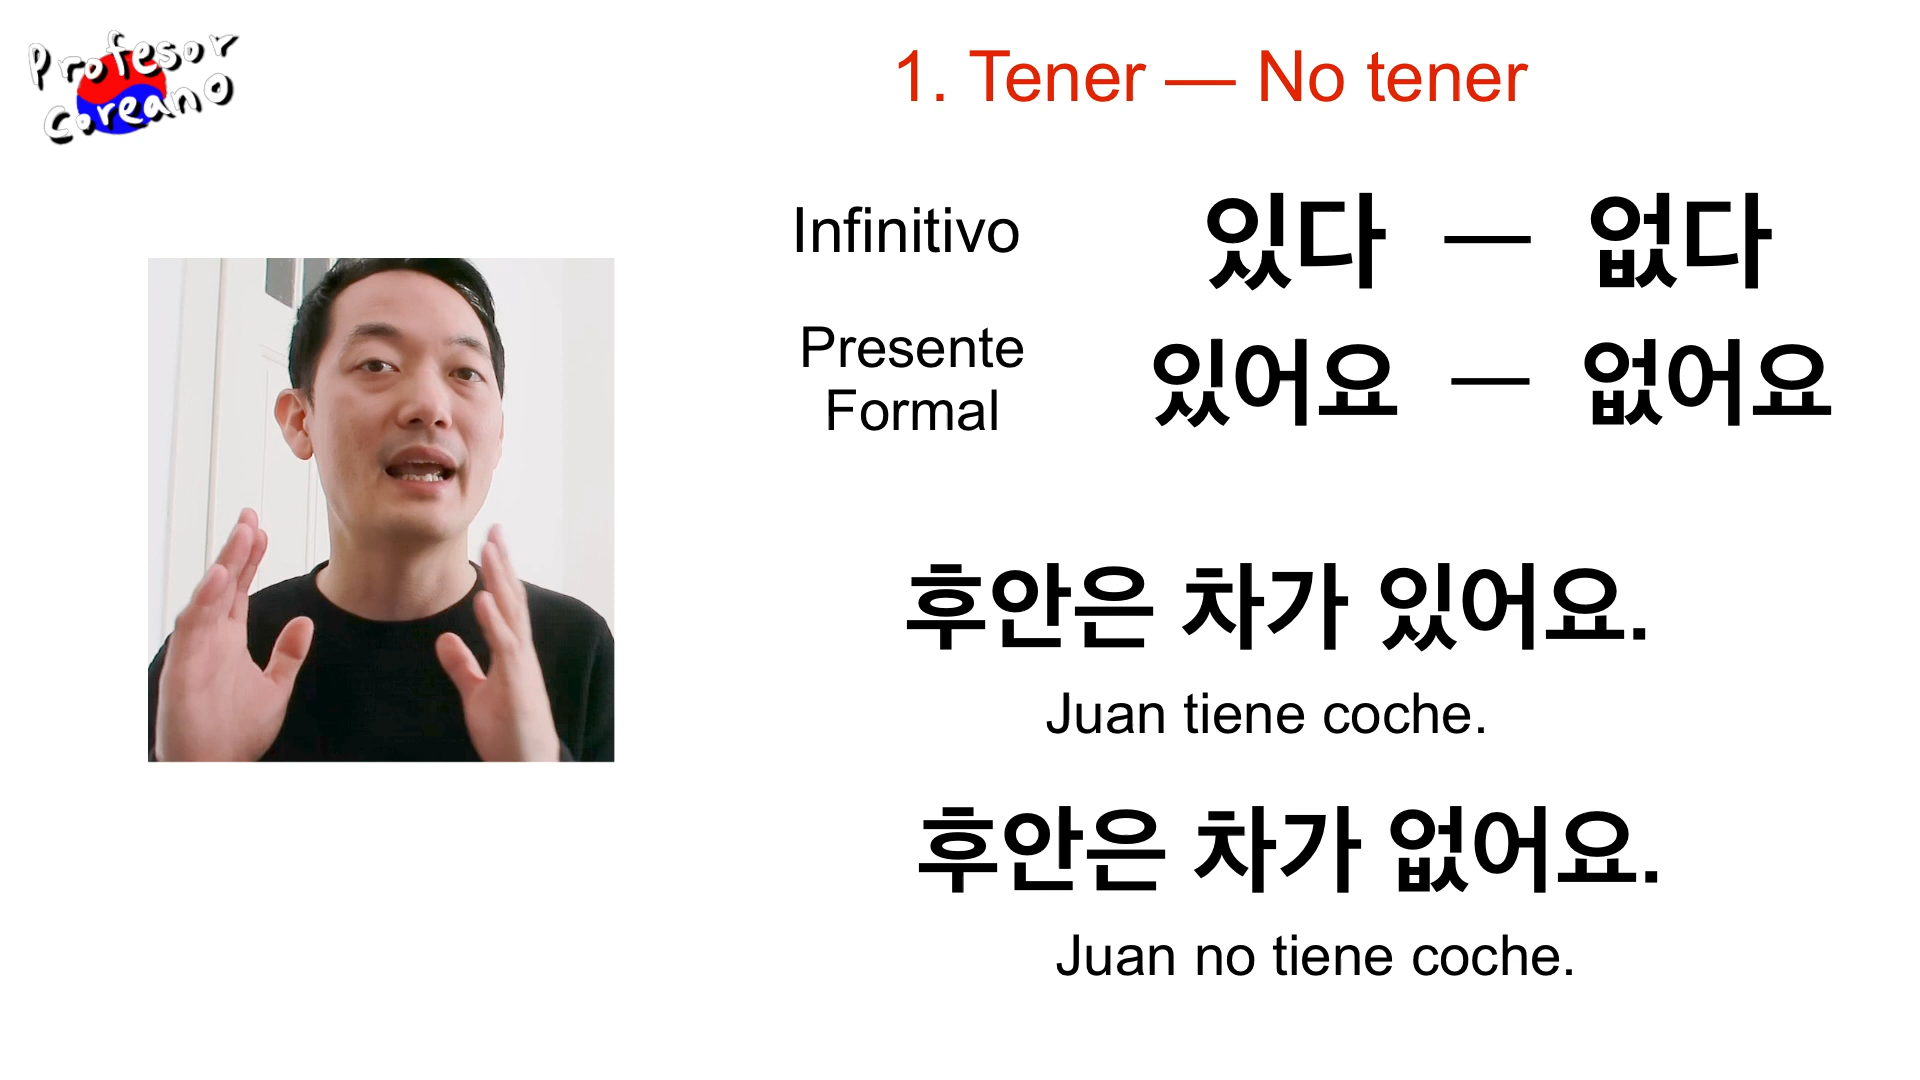 Profesor
Coreano
1. Tener — No tener
Infinitivo 있다 — 없다
Presente
Formal 있어요 — 없어요
후안은 차가 있어요.
Juan tiene coche.
후안은 차가 없어요.
Juan no tiene coche.